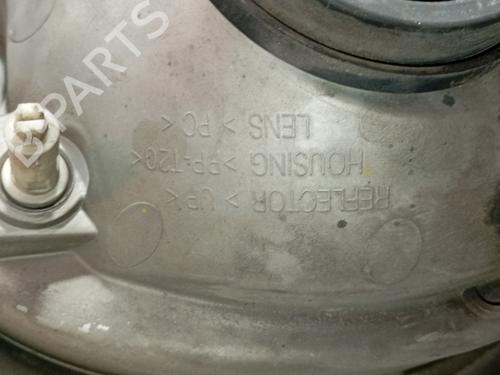 REFLECTOR > UP <
HOUSING > PP+T20<
LENS > PC <
B-PARTS